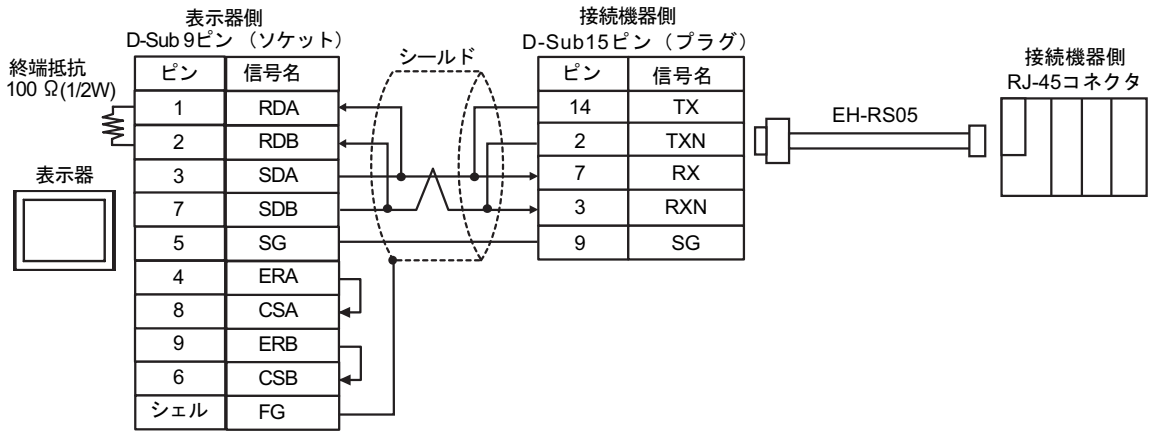 表示器側
D-Sub 9ピン (ソケット)
接続機器側
D-Sub15ピン (プラグ)
接続機器側
RJ-45コネクタ
終端抵抗
100 Ω(1/2W)
シールド
表示器
EH-RS05
ピン 信号名
1 RDA
2 RDB
3 SDA
7 SDB
5 SG
4 ERA
8 CSA
9 ERB
6 CSB
シェル FG
ピン 信号名
14 TX
2 TXN
7 RX
3 RXN
9 SG